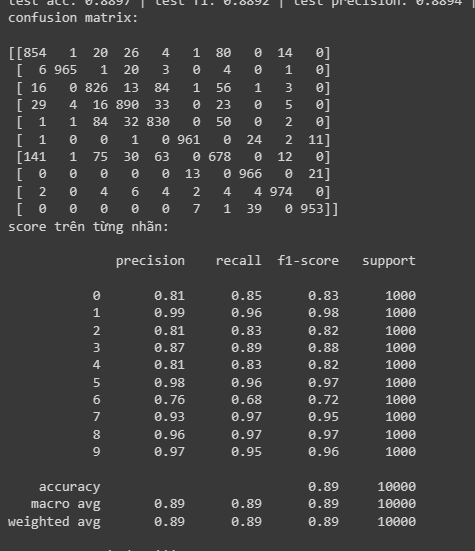 test acc: 0.8897 | test f1: 0.8892 | test precision: 0.8894 |
confusion matrix:
[[854 1 20 26 4 1 80 0 14 0]
[ 6 965 1 20 3 0 4 0 1 0]
[ 16 0 826 13 84 1 56 1 3 0]
[ 29 4 16 890 33 0 23 0 5 0]
[ 1 1 84 32 830 0 50 0 2 0]
[ 1 0 0 1 0 961 0 24 2 11]
[141 1 75 30 63 0 678 0 12 0]
[ 0 0 0 0 0 13 0 966 0 21]
[ 2 0 4 6 4 2 4 4 974 0]
[ 0 0 0 0 0 7 1 39 0 953]]
score trên từng nhãn:
precision recall f1-score support
0 0.81 0.85 0.83 1000
1 0.99 0.96 0.98 1000
2 0.81 0.83 0.82 1000
3 0.87 0.89 0.88 1000
4 0.81 0.83 0.82 1000
5 0.98 0.96 0.97 1000
6 0.76 0.68 0.72 1000
7 0.93 0.97 0.95 1000
8 0.96 0.97 0.97 1000
9 0.97 0.95 0.96 1000
accuracy 0.89 10000
macro avg 0.89 0.89 0.89 10000
weighted avg 0.89 0.89 0.89 10000